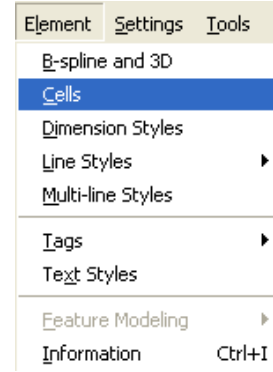 Element Settings Tools
B-spline and 3D
Cells
Dimension Styles
Line Styles
Multi-line Styles
Tags
Text Styles
Feature Modeling
Information Ctrl+I